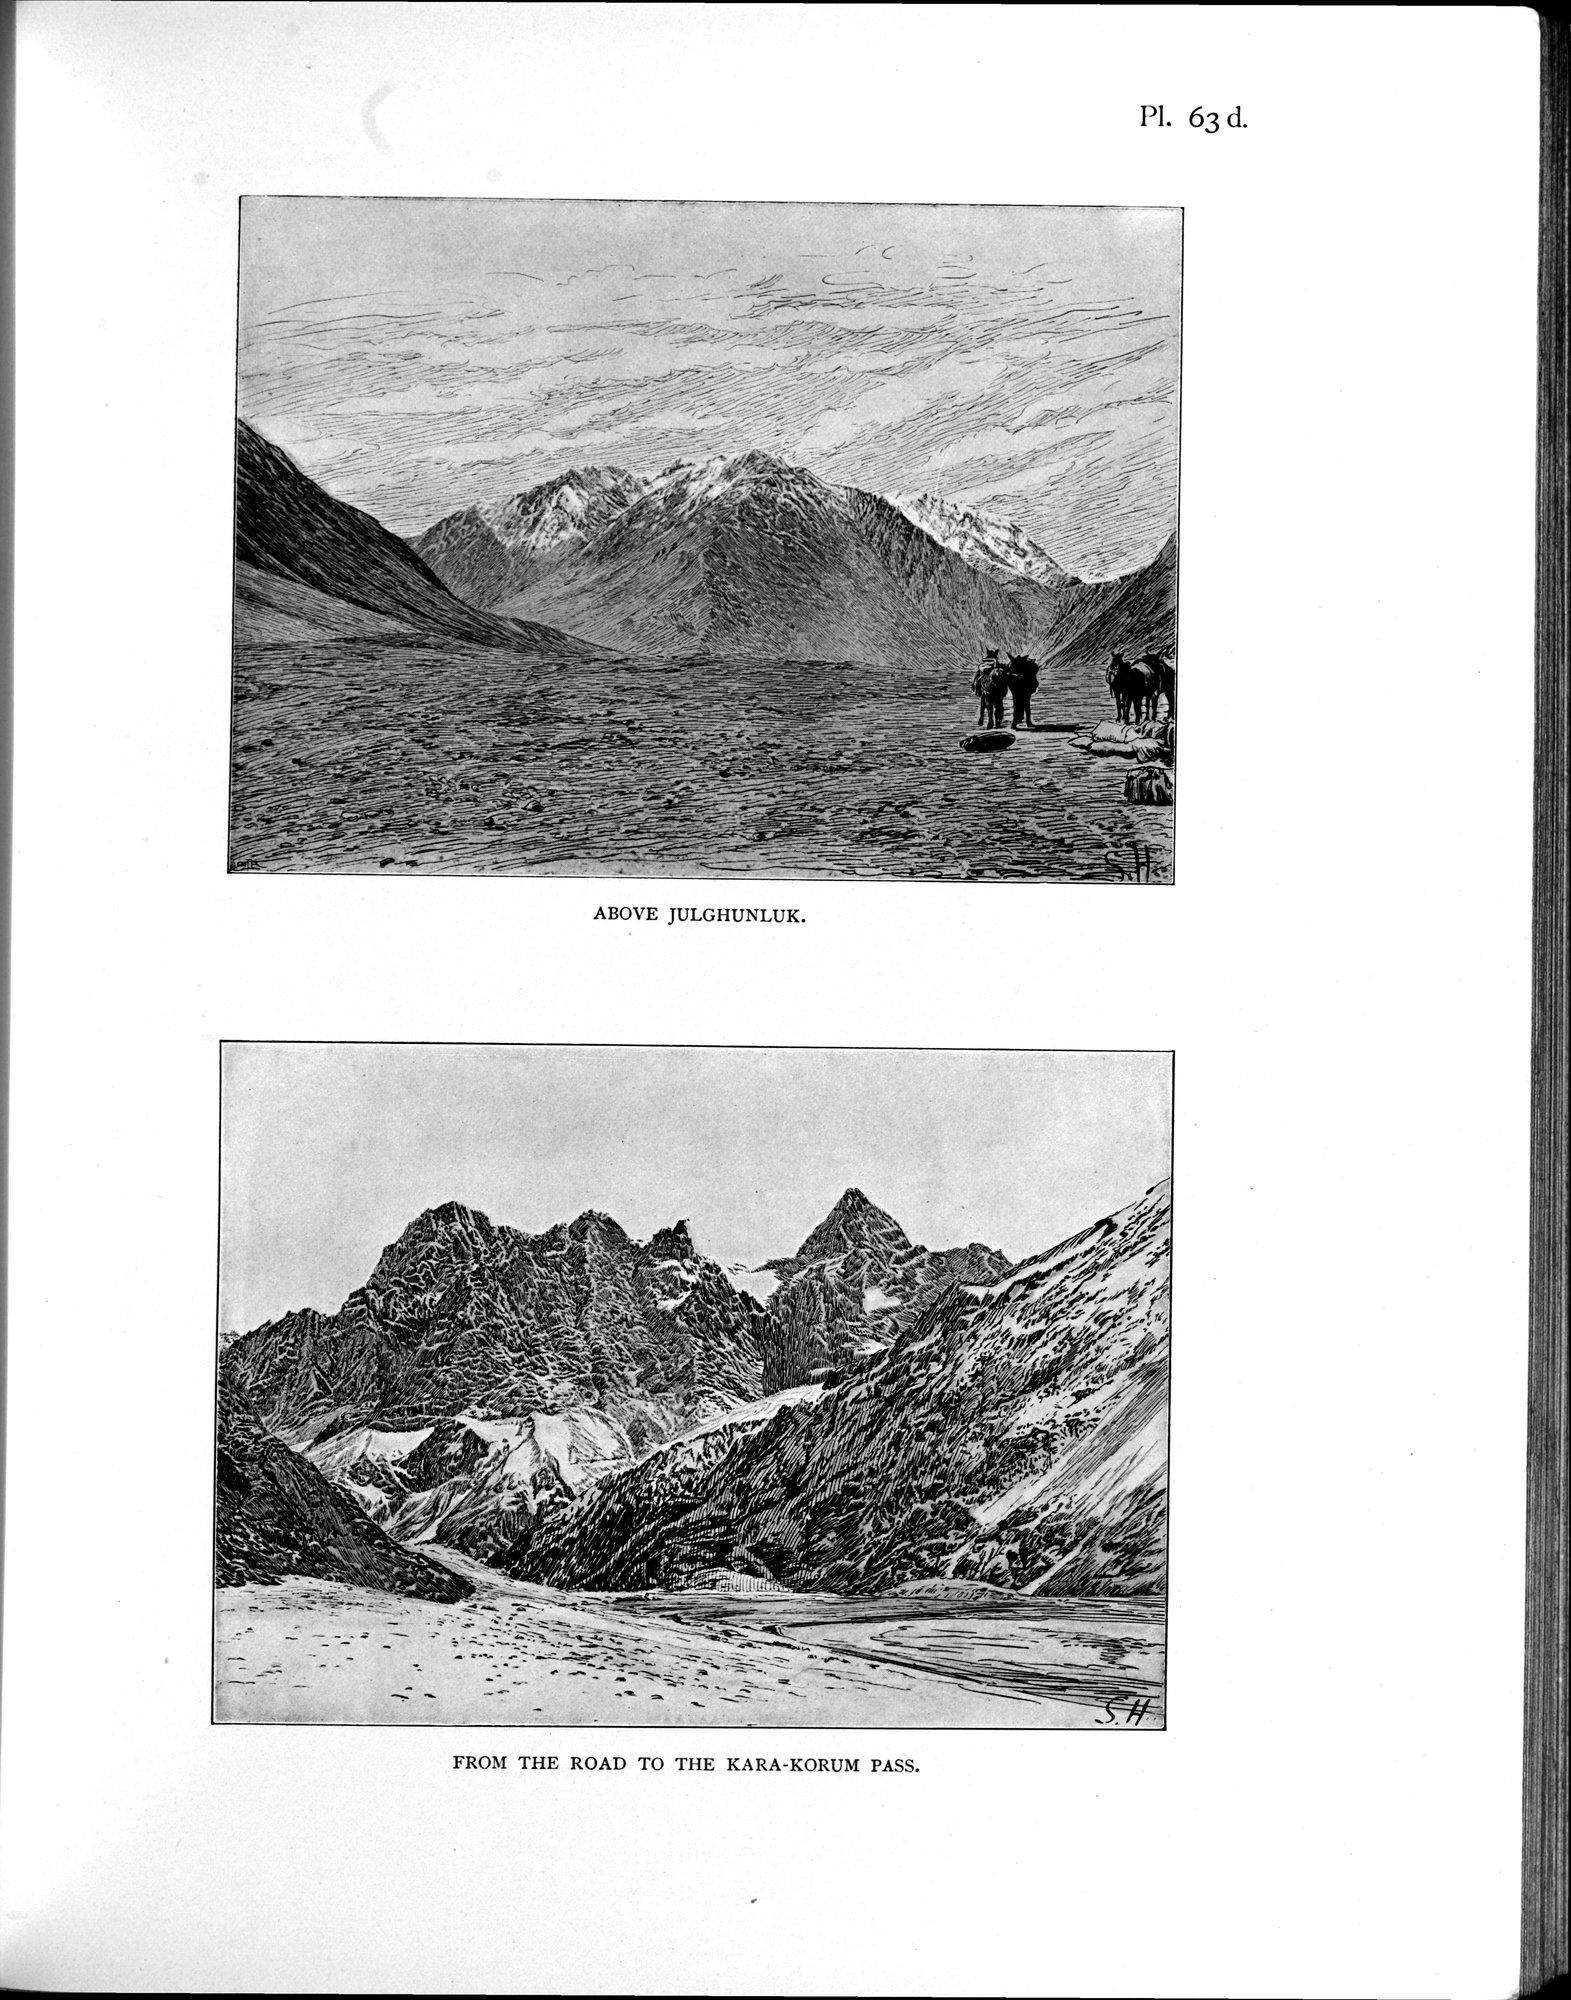 Pl. 63 d.
S. H
ABOVE JULGHUNLUK.
S. H
FROM THE ROAD TO THE KARA-KORUM PASS.